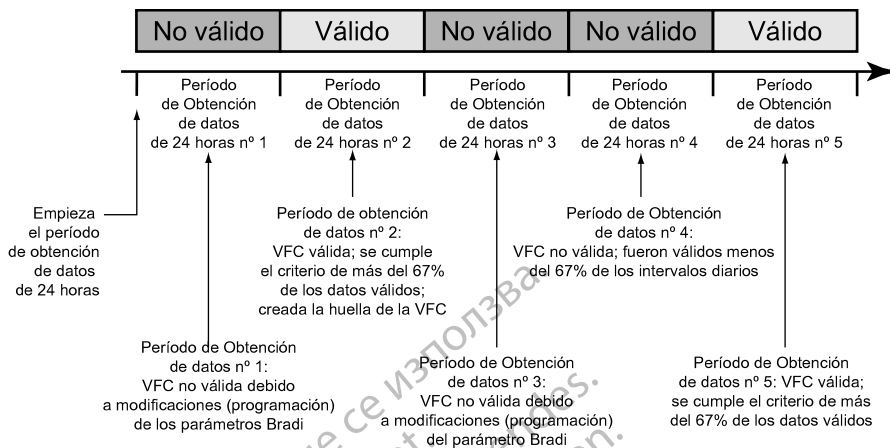 No válido
Válido
No válido
No válido
Válido
Período
de Obtención
de datos
de 24 horas nº 1
Período
de Obtención
de datos
de 24 horas nº 2
Período
de Obtención
de datos
de 24 horas nº 3
Período
de Obtención
de datos
de 24 horas nº 4
Período
de Obtención
de datos
de 24 horas nº 5
Empieza
el período
de obtención
de datos
de 24 horas
Período de obtención
de datos nº 2:
VFC válida; se cumple
el criterio de más del 67%
de los datos válidos;
creada la huella de la VFC
Período de Obtención
de datos nº 4:
VFC no válida; fueron válidos menos
del 67% de los intervalos diarios
Período de Obtención
de datos nº 1:
VFC no válida debido
a modificaciones (programación)
de los parámetros Bradi
Período de Obtención
de datos nº 3:
VFC no válida debido
a modificaciones (programación)
del parámetro Bradi
Período de Obtención
de datos nº 5: VFC válida;
se cumple el criterio de más
del 67% de los datos válidos
се използва